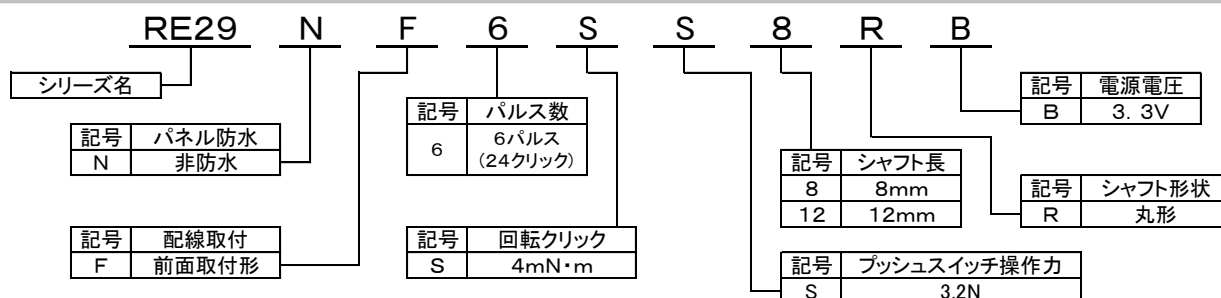 RE29 N F 6 S S 8 R B
シリーズ名
記号 パネル防水
N 非防水
記号 配線取付
F 前面取付形
記号 パルス数
6 6パルス
(24クリック)
記号 回転クリック
S 4mN・m
記号 プッシュスイッチ操作力
S 3.2N
記号 シャフト長
8 8mm
12 12mm
記号 シャフト形状
R 丸形
記号 電源電圧
B 3.3V